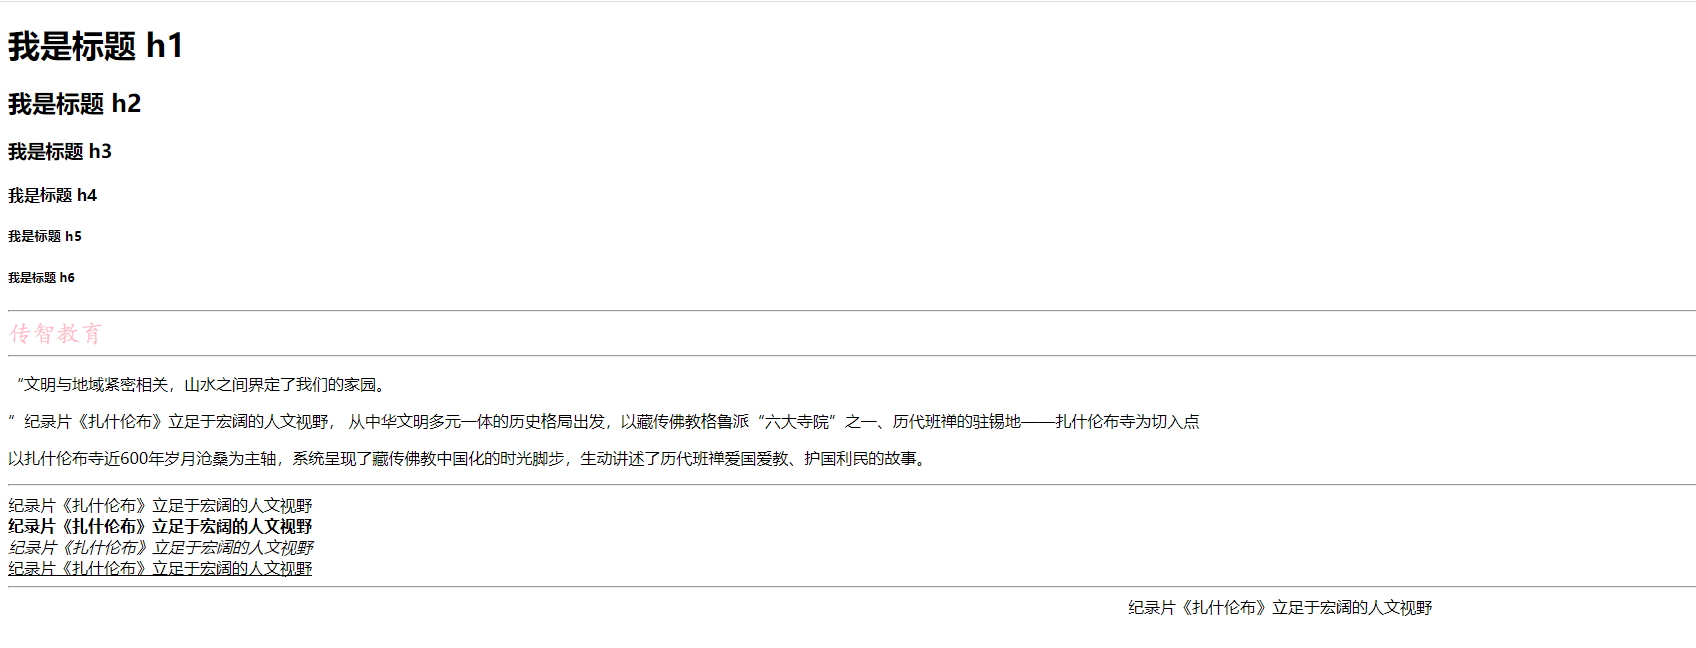 我是标题 h1
我是标题 h2
我是标题 h3
我是标题 h4
我是标题 h5
我是标题 h6
传智教育
“文明与地域紧密相关，山水之间界定了我们的家园。
”纪录片《扎什伦布》立足于宏阔的人文视野， 从中华文明多元一体的历史格局出发，以藏传佛教格鲁派“六大寺院”之一、历代班禅的驻锡地——扎什伦布寺为切入点
以扎什伦布寺近600年岁月沧桑为主轴，系统呈现了藏传佛教中国化的时光脚步，生动讲述了历代班禅爱国爱教、护国利民的故事。
纪录片《扎什伦布》立足于宏阔的人文视野
纪录片《扎什伦布》立足于宏阔的人文视野
纪录片《扎什伦布》立足于宏阔的人文视野
纪录片《扎什伦布》立足于宏阔的人文视野
纪录片《扎什伦布》立足于宏阔的人文视野